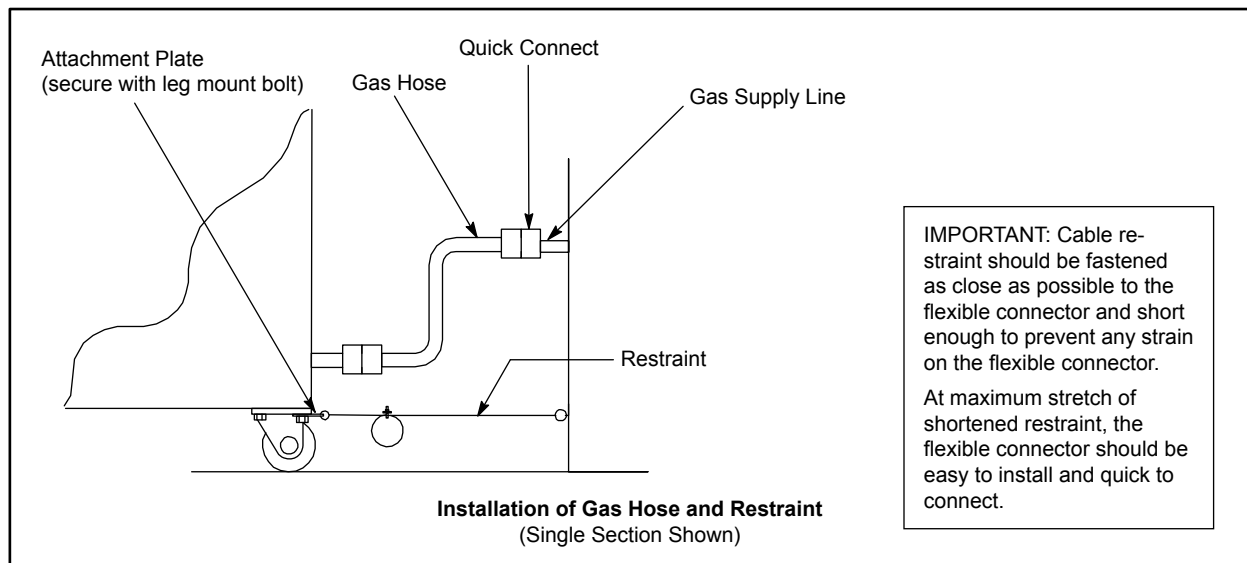 Attachment Plate
(secure with leg mount bolt)
Gas Hose
Quick Connect
Gas Supply Line
Restraint
Installation of Gas Hose and Restraint
(Single Section Shown)
IMPORTANT: Cable re-
straint should be fastened
as close as possible to the
flexible connector and short
enough to prevent any strain
on the flexible connector.
At maximum stretch of
shortened restraint, the
flexible connector should be
easy to install and quick to
connect.